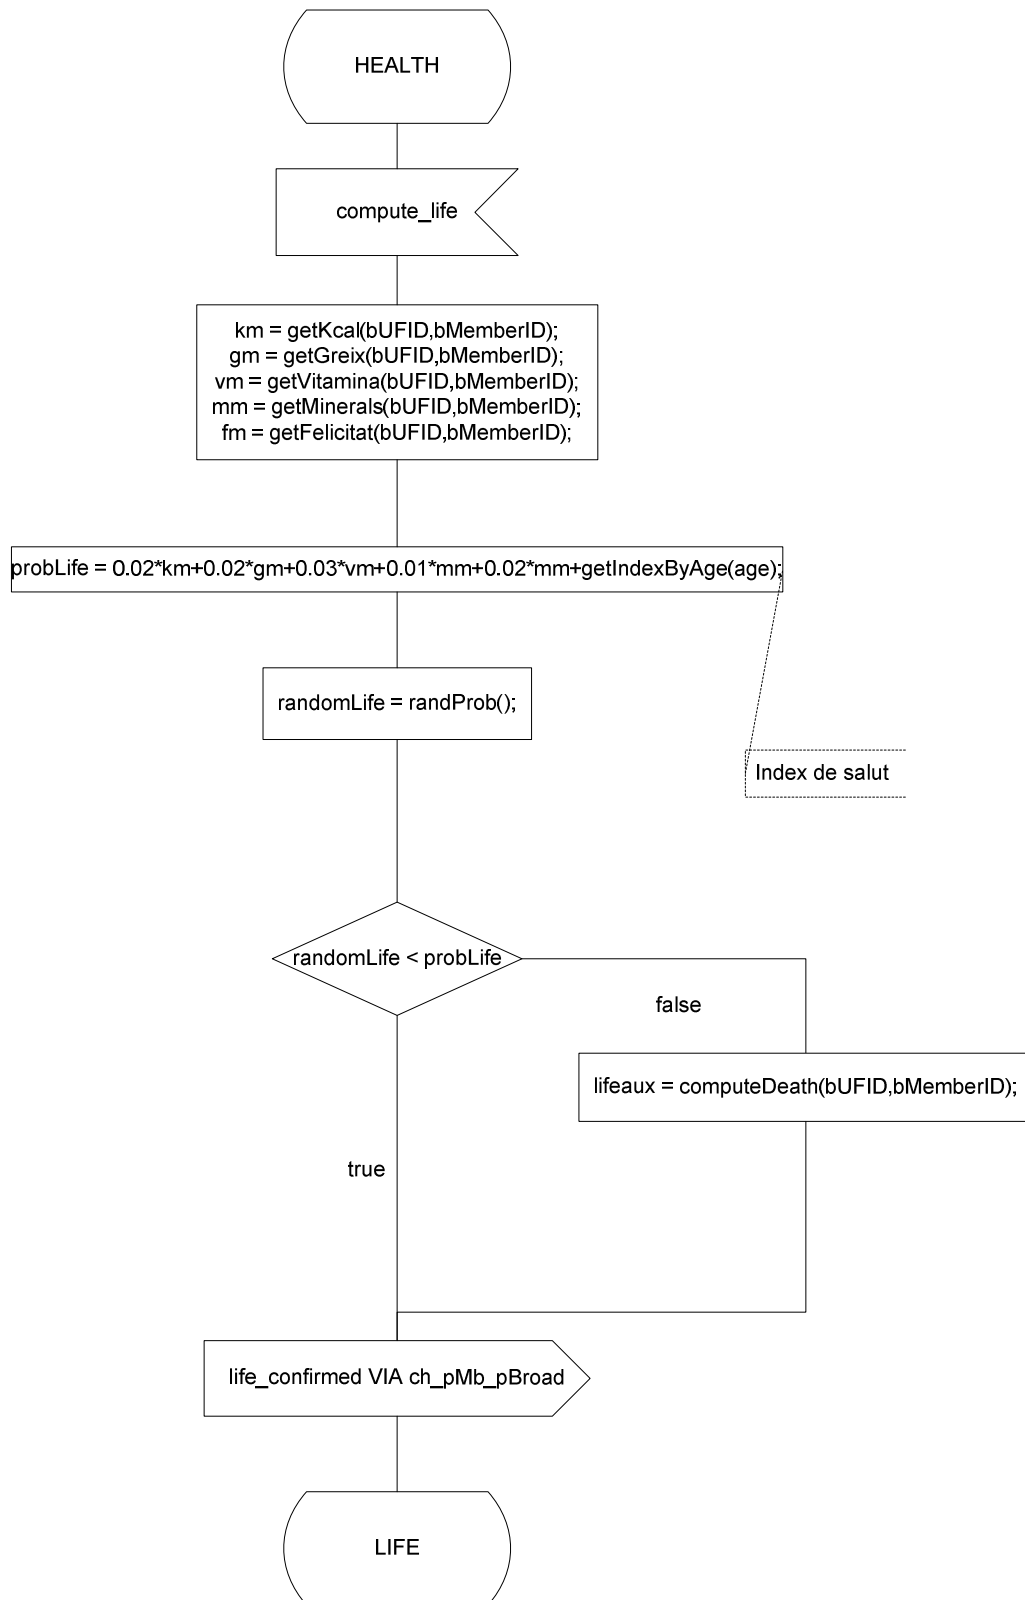 HEALTH
compute_life
km = getKcal(bUFID,bMemberID);
gm = getGreix(bUFID,bMemberID);
vm = getVitamina(bUFID,bMemberID);
mm = getMinerals(bUFID,bMemberID);
fm = getFelicitat(bUFID,bMemberID);
probLife = 0.02*km+0.02*gm+0.03*vm+0.01*mm+0.02*mm+getIndexByAge(age);
randomLife = randProb();
Index de salut
randomLife < probLife
false
lifeaux = computeDeath(bUFID,bMemberID);
true
life_confirmed VIA ch_pMb_pBroad
LIFE